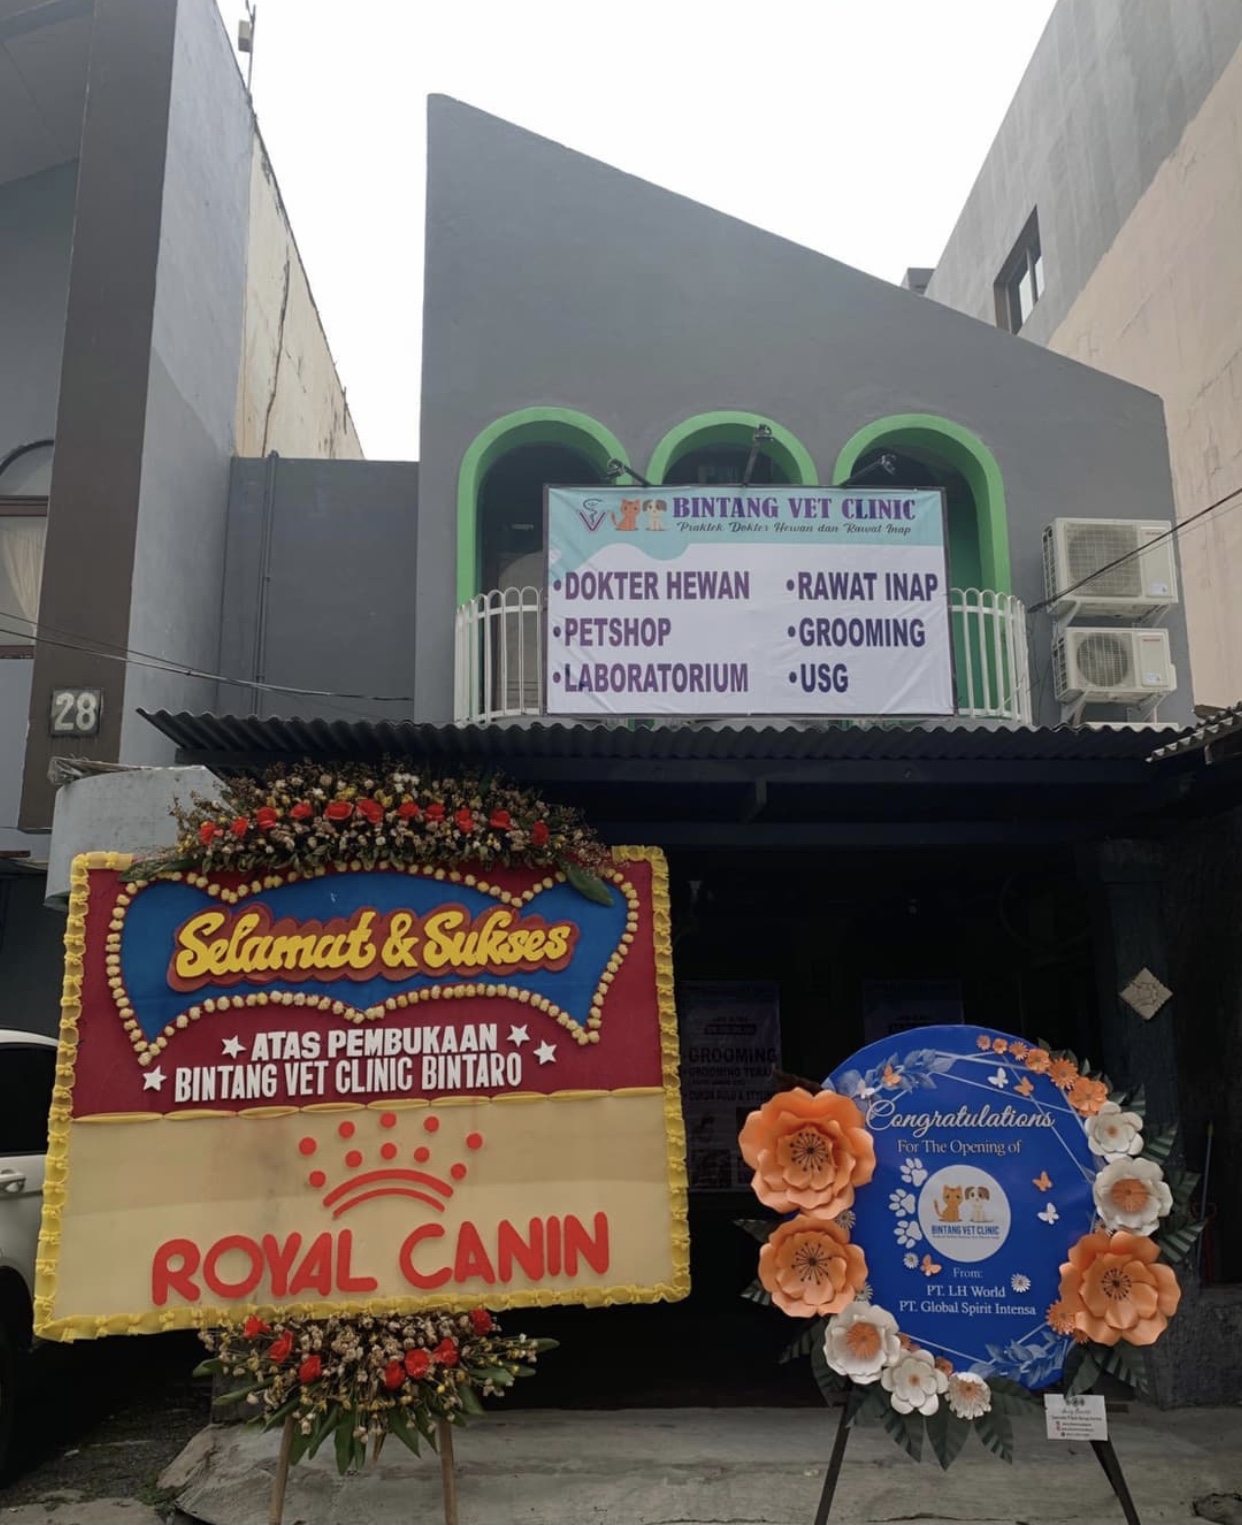 BINTANG VET CLINIC
Praktek Dokter Hewan dan Rawat Inap
•DOKTER HEWAN
•RAWAT INAP
•PETSHOP
•GROOMING
•LABORATORIUM
•USG
28
Selamat & Sukses
ATAS PEMBUKAAN
BINTANG VET CLINIC BINTARO
ROYAL CANIN
GROOMING
Congratulations
For The Opening of
BINTANG VET CLINIC
From:
PT. LH World
PT. Global Spirit Intensa